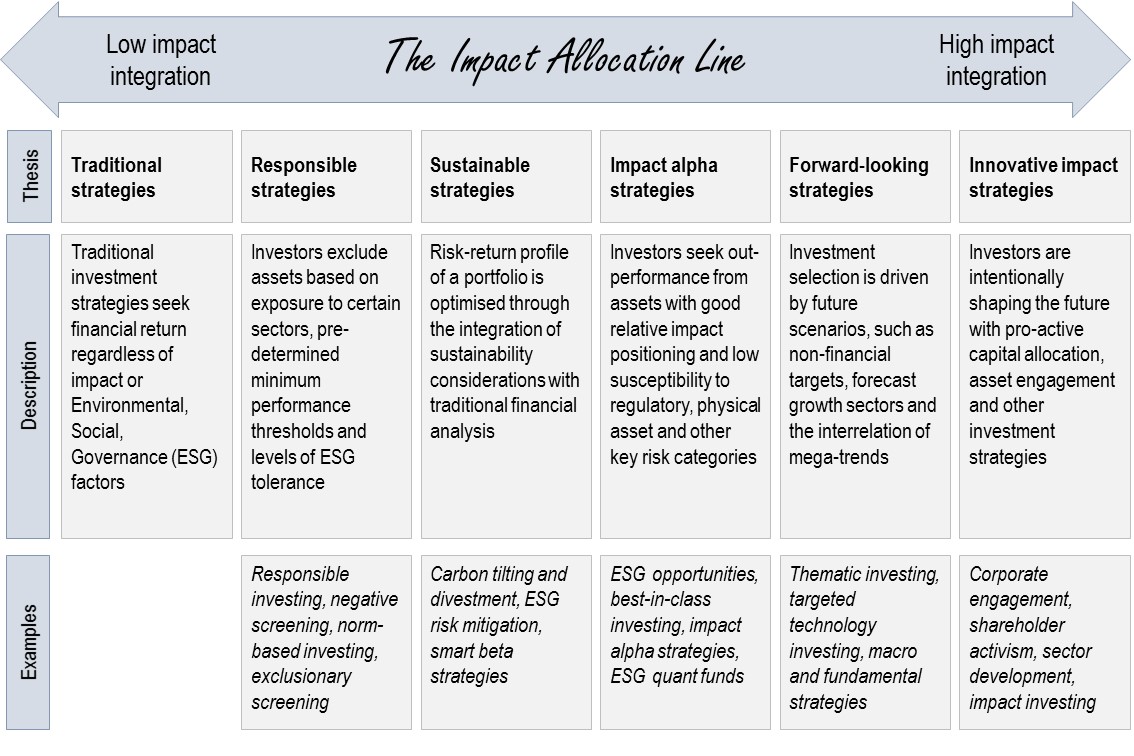 Low impact
integration
The Impact Allocation Line
High impact
integration
Thesis
Traditional
strategies
Responsible
strategies
Sustainable
strategies
Impact alpha
strategies
Forward-looking
strategies
Innovative impact
strategies
Description
Traditional
investment
strategies seek
financial return
regardless of
impact or
Environmental,
Social,
Governance (ESG)
factors
Investors exclude
assets based on
exposure to certain
sectors, pre-
determined
minimum
performance
thresholds and
levels of ESG
tolerance
Risk-return profile
of a portfolio is
optimised through
the integration of
sustainability
considerations with
traditional financial
analysis
Investors seek out-
performance from
assets with good
relative impact
positioning and low
susceptibility to
regulatory, physical
asset and other
key risk categories
Investment
selection is driven
by future
scenarios, such as
non-financial
targets, forecast
growth sectors and
the interrelation of
mega-trends
Investors are
intentionally
shaping the future
with pro-active
capital allocation,
asset engagement
and other
investment
strategies
Examples
Responsible
investing, negative
screening, norm-
based investing,
exclusionary
screening
Carbon tilting and
divestment, ESG
risk mitigation,
smart beta
strategies
ESG opportunities,
best-in-class
investing, impact
alpha strategies,
ESG quant funds
Thematic investing,
targeted
technology
investing, macro
and fundamental
strategies
Corporate
engagement,
shareholder
activism, sector
development,
impact investing